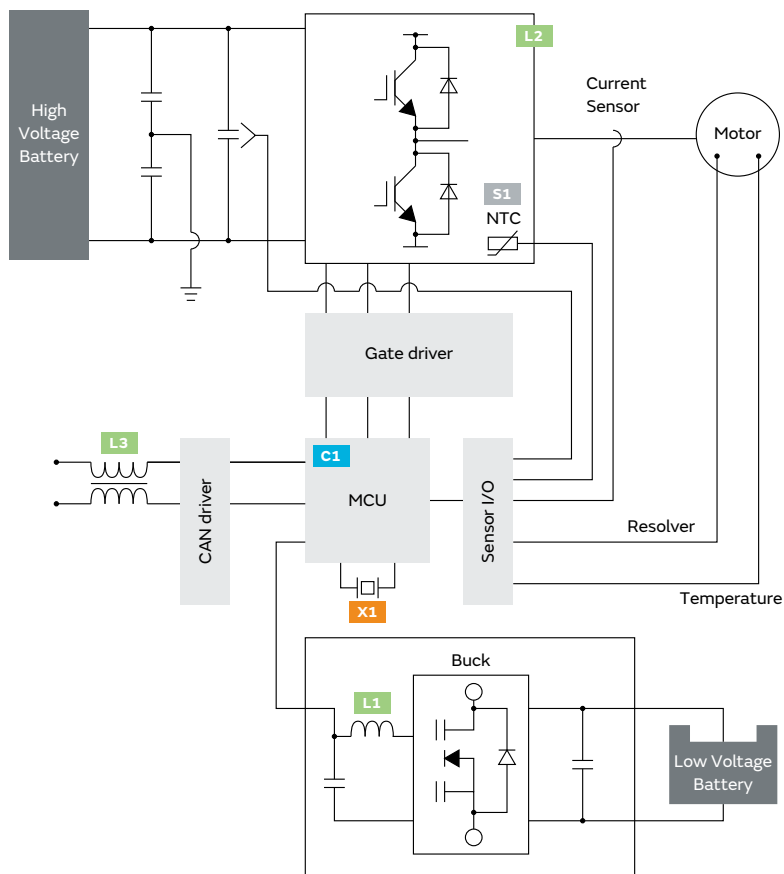 High
Voltage
Battery
L2
Current
Sensor
Motor
S1
NTC
Gate driver
L3
CAN driver
C1
MCU
Sensor I/O
Resolver
X1
Temperature
Buck
L1
Low Voltage
Battery